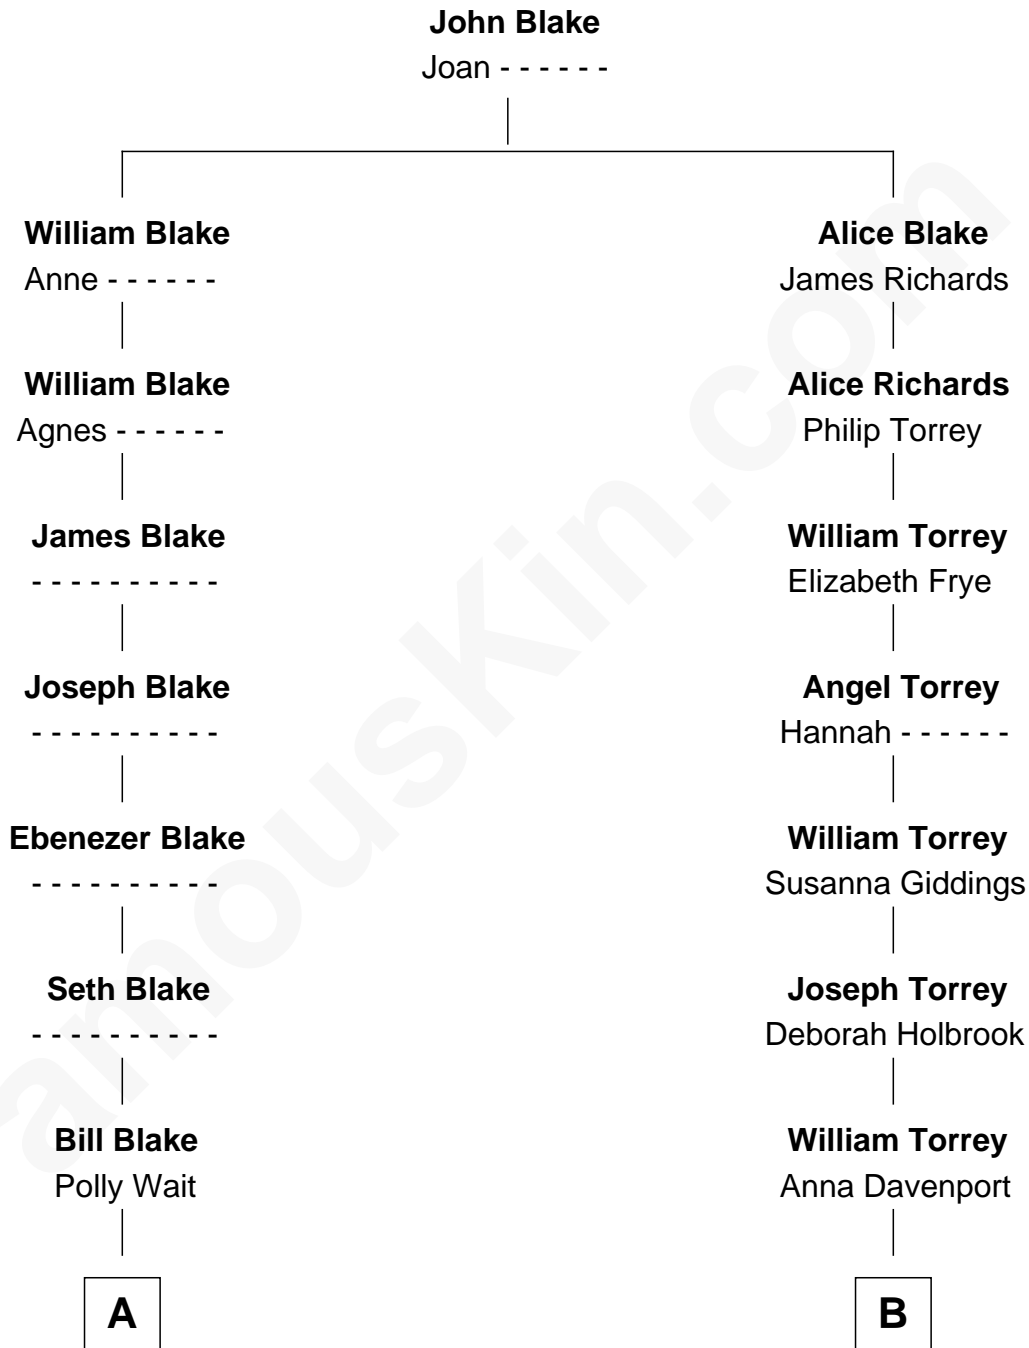 John Blake
Joan - - - - - -
William Blake
Anne - - - - - -
Alice Blake
James Richards
William Blake
Agnes - - - - - -
Alice Richards
Philip Torrey
James Blake
- - - - - - - - - -
William Torrey
Elizabeth Frye
Joseph Blake
- - - - - - - - - -
Angel Torrey
Hannah - - - - - -
Ebenezer Blake
- - - - - - - - - -
William Torrey
Susanna Giddings
Seth Blake
- - - - - - - - - -
Joseph Torrey
Deborah Holbrook
Bill Blake
Polly Wait
William Torrey
Anna Davenport
A
B
amousKin.com